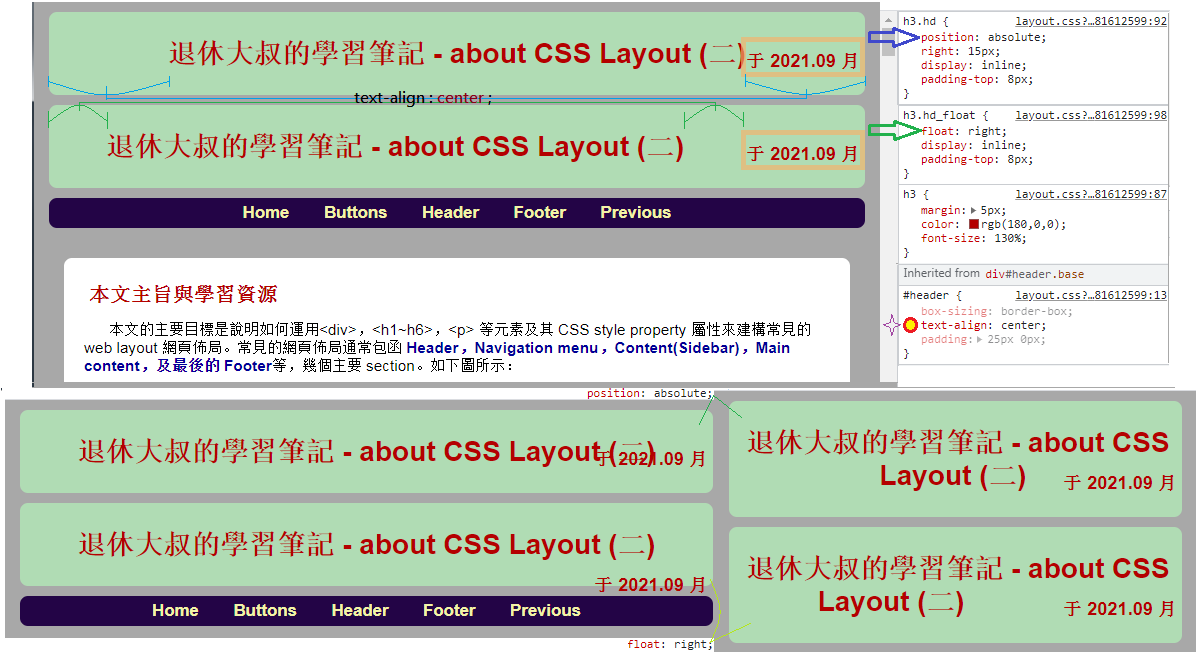 退休大叔的學習筆記 - about CSS Layout (二)
于 2021.09 月
text-align : center ;
退休大叔的學習筆記 - about CSS Layout (二)
于 2021.09 月
Home Buttons Header Footer Previous
本文主旨與學習資源
本文的主要目標是說明如何運用<div>，<h1~h6>，<p> 等元素及其 CSS style property 屬性來建構常見的
web layout 網頁佈局。常見的網頁佈局通常包函 Header，Navigation menu，Content(Sidebar)，Main
content，及最後的 Footer等，幾個主要 section。如下圖所示：
h3.hd { layout.css?…81612599:92
position: absolute;
right: 15px;
display: inline;
padding-top: 8px;
}
h3.hd_float { layout.css?…81612599:98
float: right;
display: inline;
padding-top: 8px;
}
h3 { layout.css?…81612599:87
margin: 5px;
color: rgb(180,0,0);
font-size: 130%;
}
Inherited from div#header.base
#header { layout.css?…81612599:13
box-sizing: border-box;
text-align: center;
padding: 25px 0px;
}
position: absolute;
退休大叔的學習筆記 - about CSS Layout (二)
于 2021.09 月
退休大叔的學習筆記 - about CSS Layout (二)
于 2021.09 月
Home Buttons Header Footer Previous
float: right;
退休大叔的學習筆記 - about CSS
Layout (二)
于 2021.09 月
退休大叔的學習筆記 - about CSS
Layout (二)
于 2021.09 月